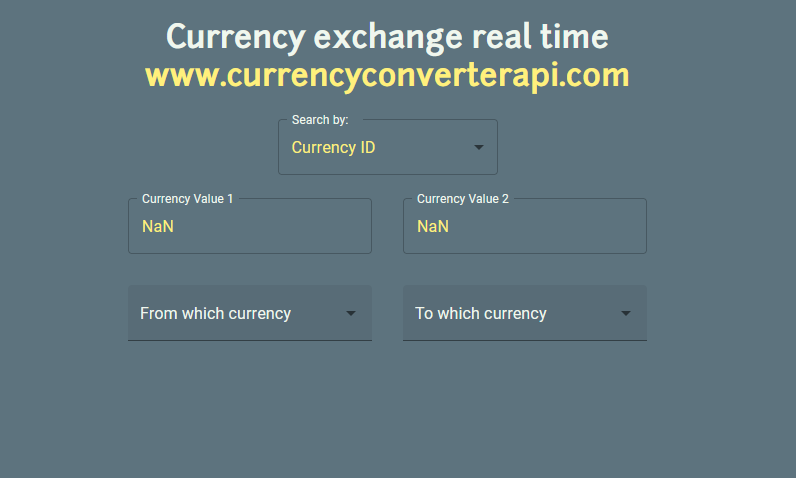 Currency exchange real time
www.currencyconverterapi.com
Search by:
Currency ID
Currency Value 1
Currency Value 2
NaN
NaN
From which currency
To which currency